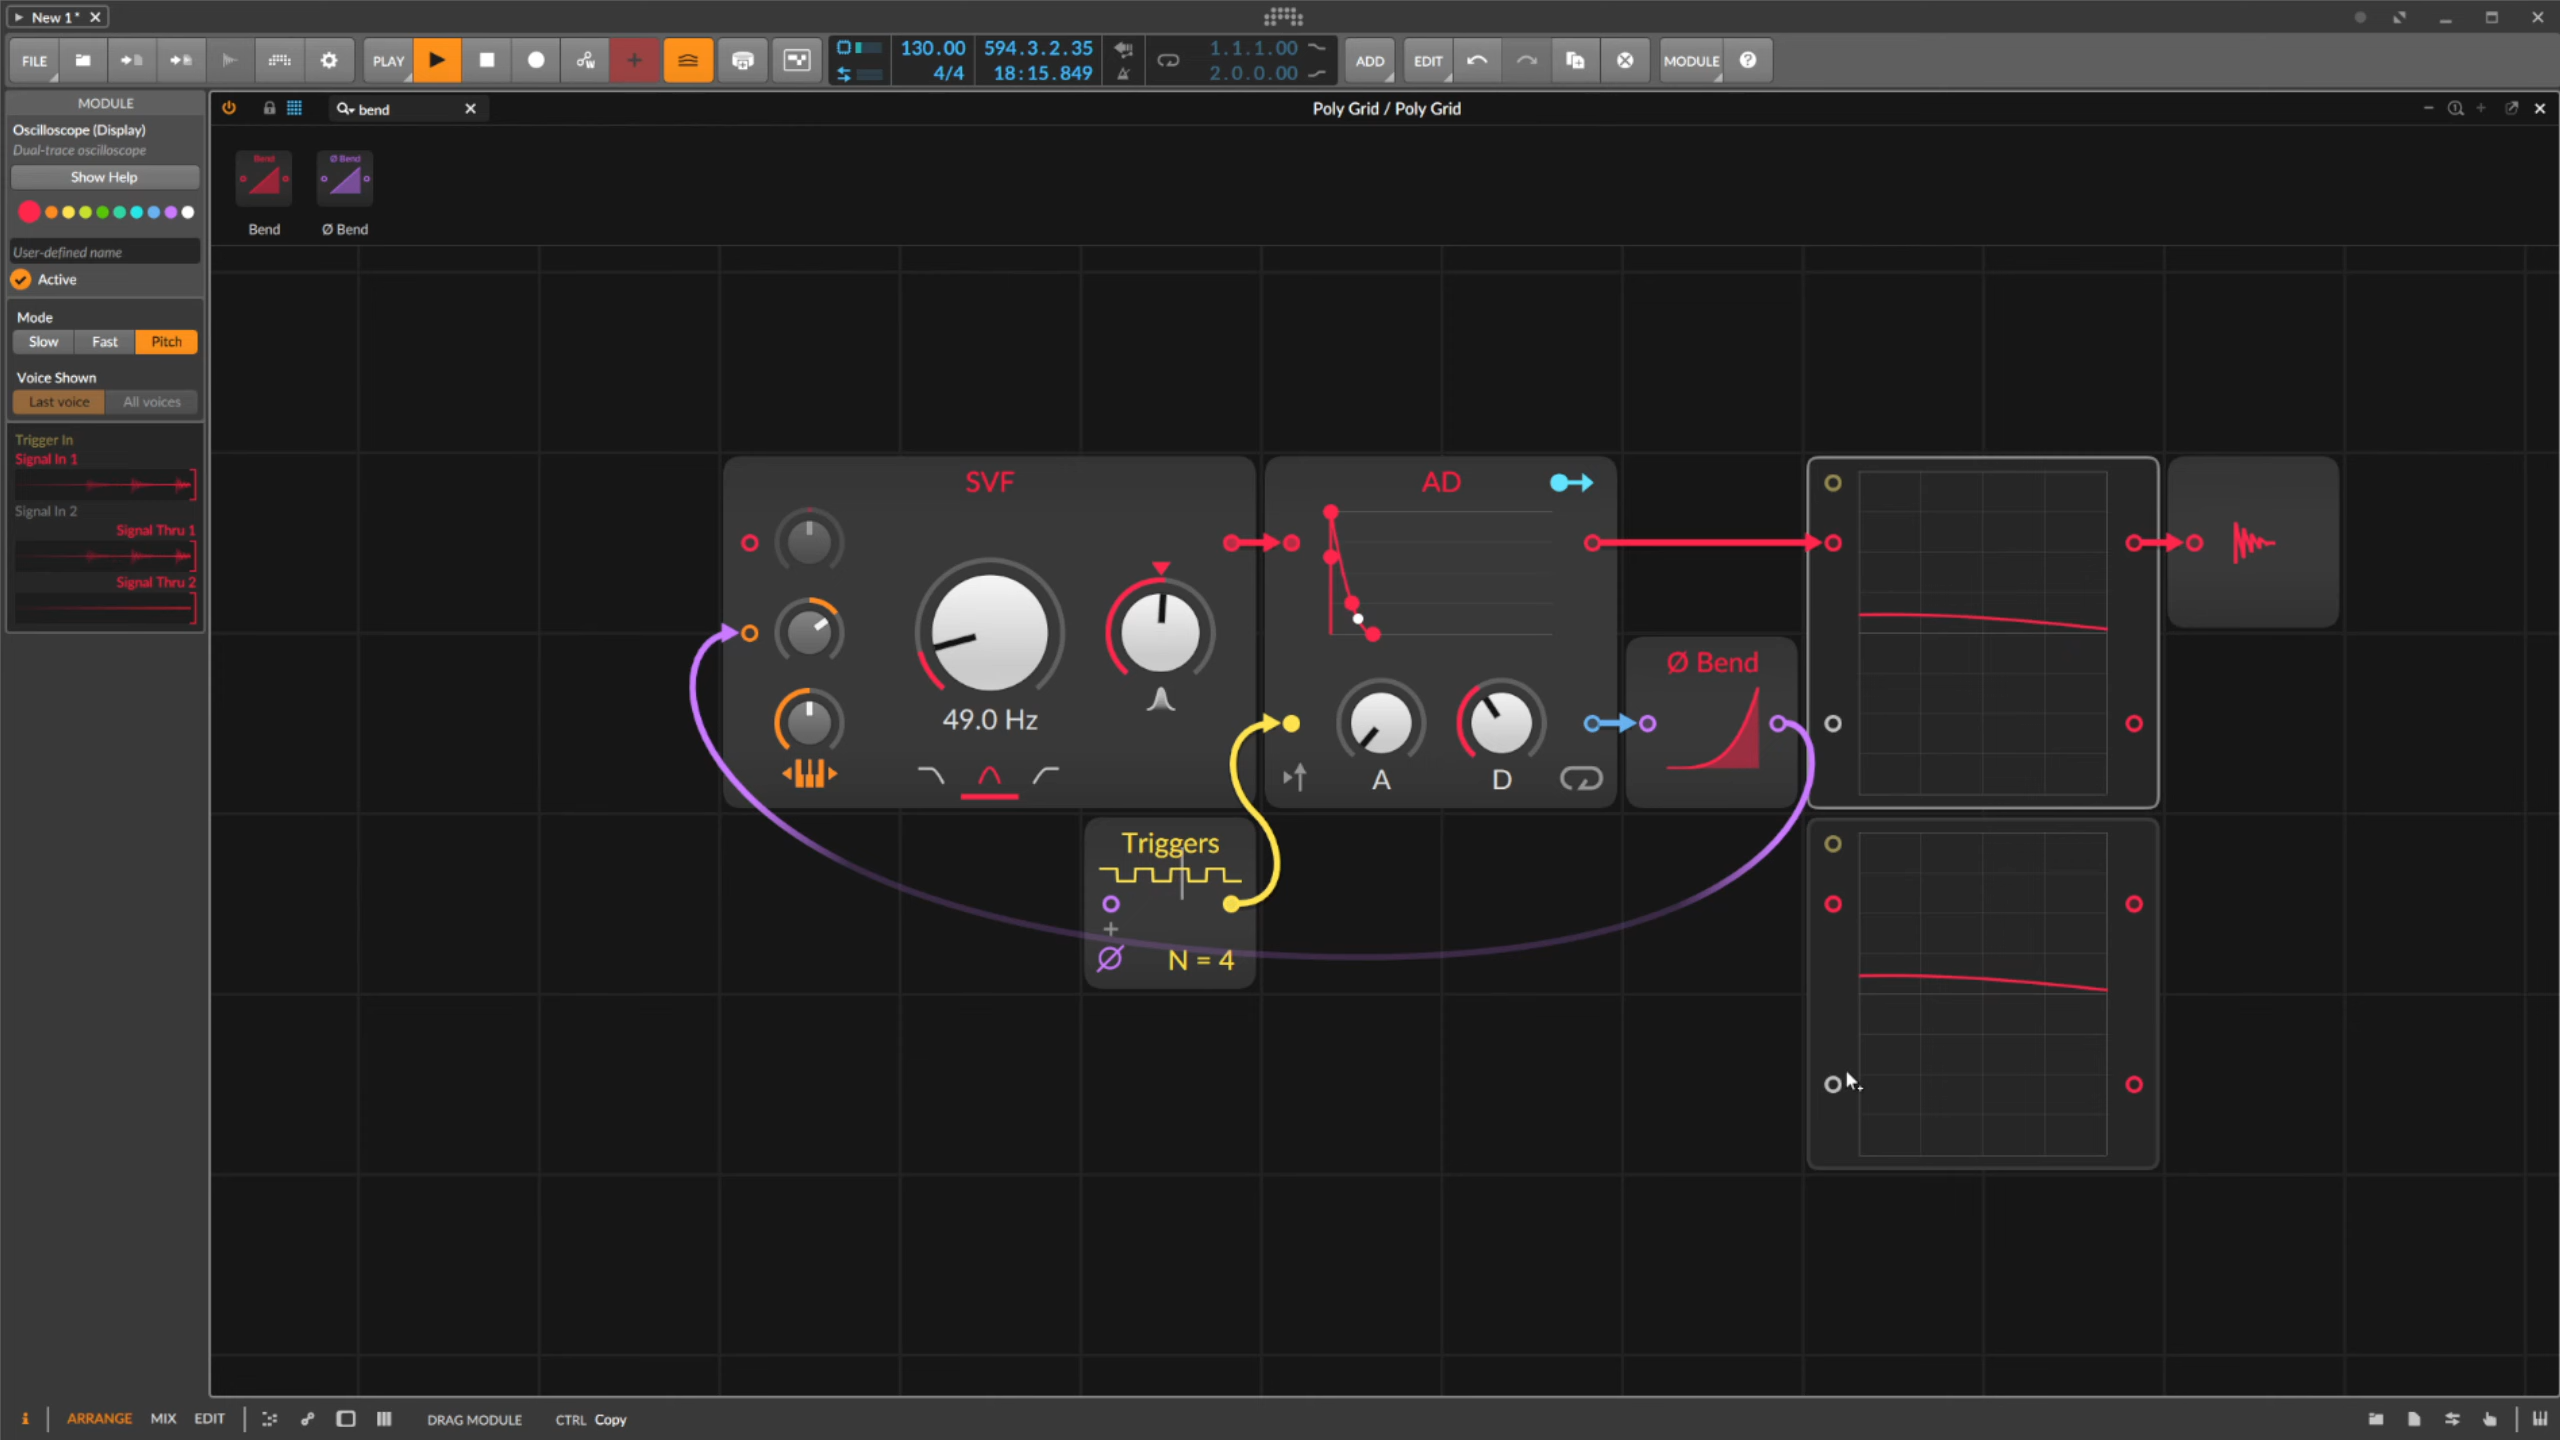 New 1*
FILE
PLAY
130.00
4/4
594.3.2.35
18:15.849
1.1.1.00
2.0.0.00
ADD
EDIT
MODULE
MODULE
Oscilloscope (Display)
Dual-trace oscilloscope
Show Help
User-defined name
Active
Mode
Slow Fast Pitch
Voice Shown
Last voice All voices
Trigger In
Signal In 1
Signal In 2
Signal Thru 1
Signal Thru 2
bend
Poly Grid / Poly Grid
Bend
Ø Bend
Bend
Ø Bend
SVF
49.0 Hz
AD
A
D
Ø Bend
Triggers
N = 4
ARRANGE MIX EDIT
DRAG MODULE
CTRL Copy